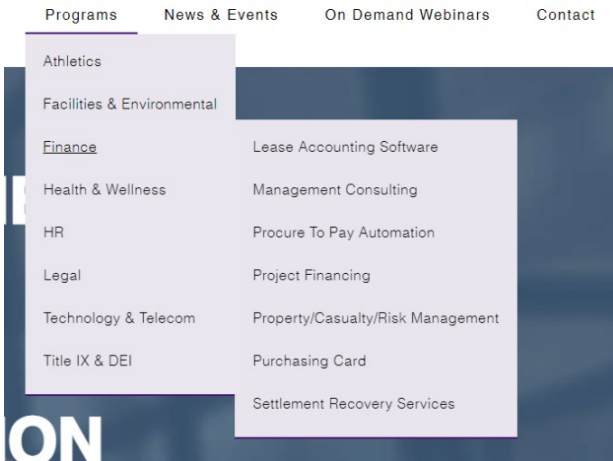 Programs News & Events On Demand Webinars Contact
Athletics
Facilities & Environmental
Finance
Health & Wellness
HR
Legal
Technology & Telecom
Title IX & DEI
Lease Accounting Software
Management Consulting
Procure To Pay Automation
Project Financing
Property/Casualty/Risk Management
Purchasing Card
Settlement Recovery Services
ON